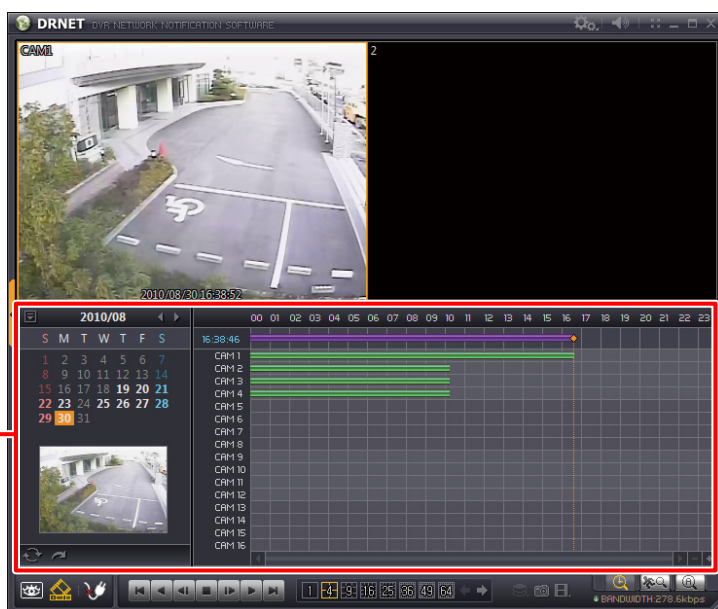 DRNET DVR NETWORK NOTIFICATION SOFTWARE
CAM1
2
2010/08/30 16:38:52
2010/08
S M T W T F S
1 2 3 4 5 6 7
8 9 10 11 12 13 14
15 16 17 18 19 20 21
22 23 24 25 26 27 28
29 30 31
00 01 02 03 04 05 06 07 08 09 10 11 12 13 14 15 16 17 18 19 20 21 22 23
16:38:46
CAM 1
CAM 2
CAM 3
CAM 4
CAM 5
CAM 6
CAM 7
CAM 8
CAM 9
CAM 10
CAM 11
CAM 12
CAM 13
CAM 14
CAM 15
CAM 16
1 4 9 16 25 36 49 64
BANDWIDTH:278.6kbps